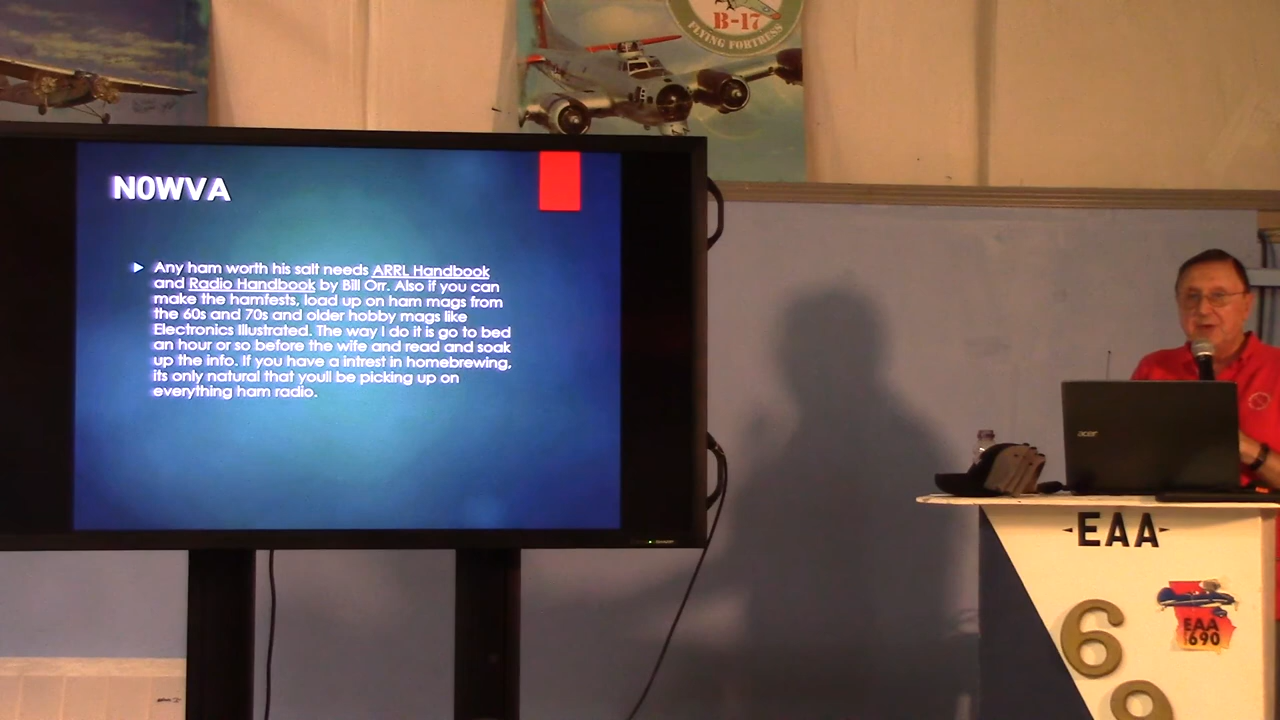 B-17
FLYING FORTRESS
N0WVA
Any ham worth his salt needs ARRL Handbook
and Radio Handbook by Bill Orr. Also if you can
make the hamfests, load up on ham mags from
the 60s and 70s and older hobby mags like
Electronics Illustrated. The way I do it is go to bed
an hour or so before the wife and read and soak
up the info. If you have a intrest in homebrewing,
its only natural that youll be picking up on
everything ham radio.
acer
-EAA-
6
9
EAA
690